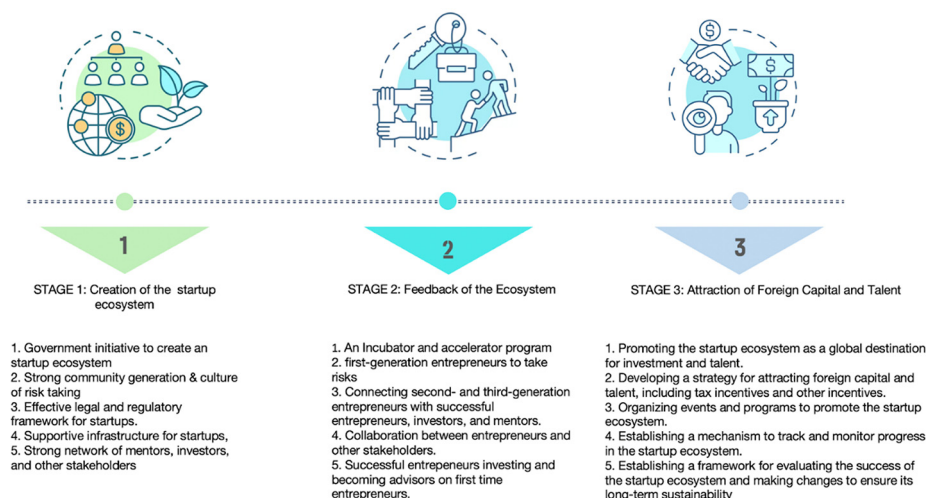 $
$
$
1
2
3
STAGE 1: Creation of the startup
ecosystem
STAGE 2: Feedback of the Ecosystem
STAGE 3: Attraction of Foreign Capital and Talent
1. Government initiative to create an
startup ecosystem
2. Strong community generation & culture
of risk taking
3. Effective legal and regulatory
framework for startups.
4. Supportive infrastructure for startups,
5. Strong network of mentors, investors,
and other stakeholders
1. An Incubator and accelerator program
2. first-generation entrepreneurs to take
risks
3. Connecting second- and third-generation
entrepreneurs with successful
entrepreneurs, investors, and mentors.
4. Collaboration between entrepreneurs and
other stakeholders.
5. Successful entrepeneurs investing and
becoming advisors on first time
entrepreneurs.
1. Promoting the startup ecosystem as a global destination
for investment and talent.
2. Developing a strategy for attracting foreign capital and
talent, including tax incentives and other incentives.
3. Organizing events and programs to promote the startup
ecosystem.
4. Establishing a mechanism to track and monitor progress
in the startup ecosystem.
5. Establishing a framework for evaluating the success of
the startup ecosystem and making changes to ensure its
long-term sustainability